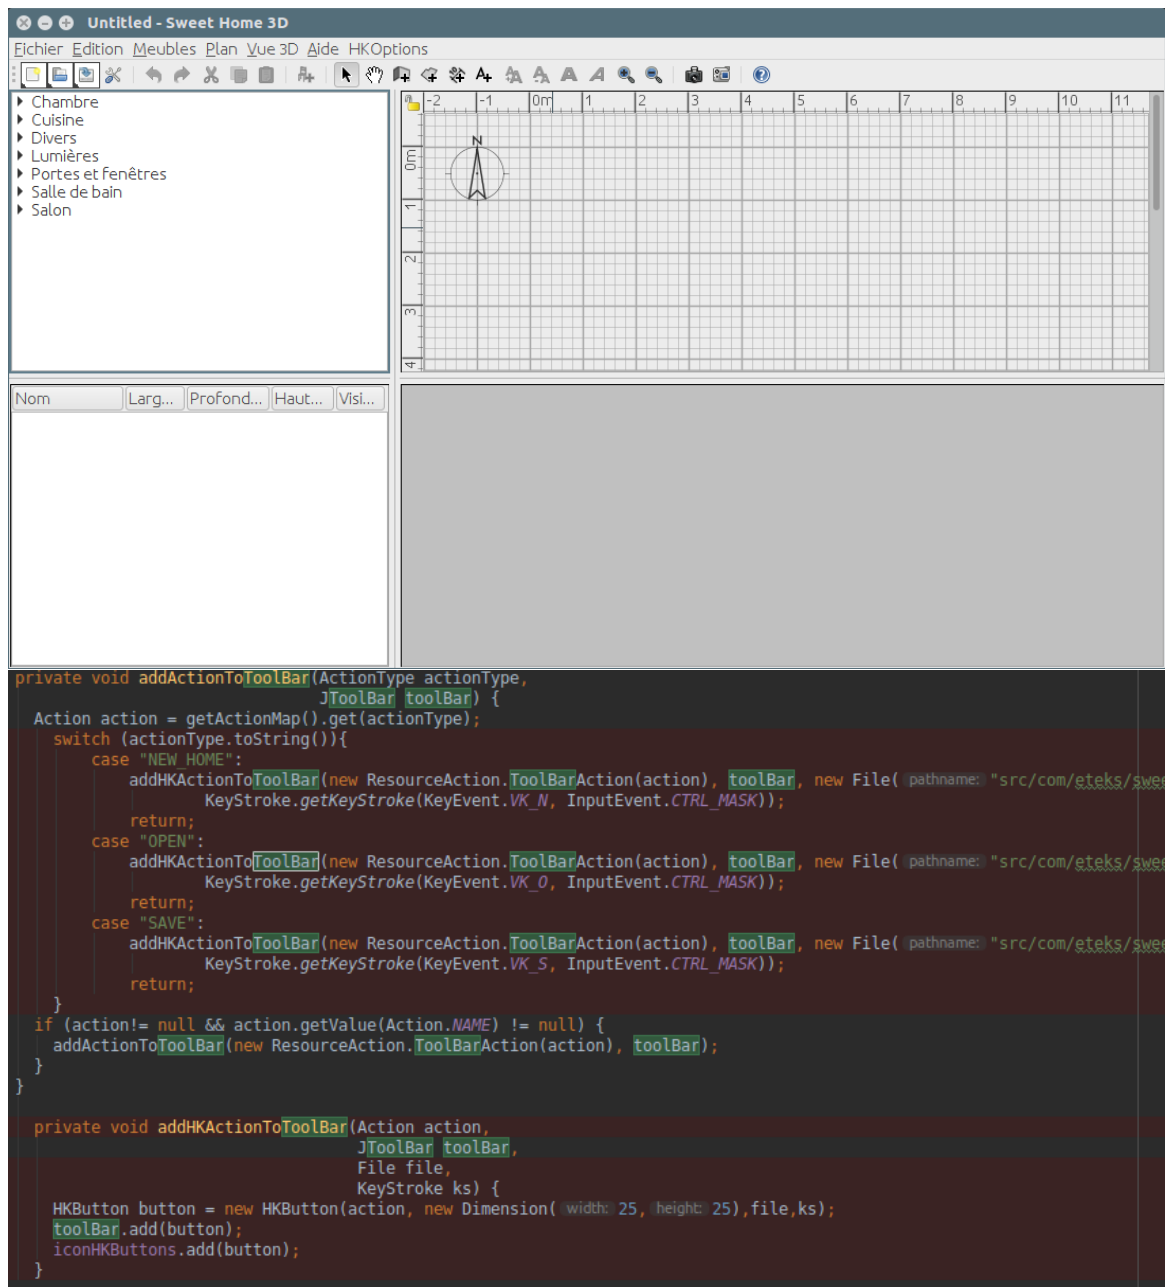 Untitled - Sweet Home 3D
Fichier Edition Meubles Plan Vue 3D Aide HKOptions
Chambre
Cuisine
Divers
Lumières
Portes et fenêtres
Salle de bain
Salon
-2 -1 0m 1 2 3 4 5 6 7 8 9 10 11
N
0m
1
2
3
4
Nom Larg... Profond... Haut... Visi...
private void addActionToToolBar(ActionType actionType,
JToolBar toolBar) {
Action action = getActionMap().get(actionType);
switch (actionType.toString()){
case "NEW_HOME":
addHKActionToToolBar(new ResourceAction.ToolBarAction(action), toolBar, new File( pathname: "src/com/eteks/swee
KeyStroke.getKeyStroke(KeyEvent.VK_N, InputEvent.CTRL_MASK));
return;
case "OPEN":
addHKActionToToolBar(new ResourceAction.ToolBarAction(action), toolBar, new File( pathname: "src/com/eteks/swee
KeyStroke.getKeyStroke(KeyEvent.VK_O, InputEvent.CTRL_MASK));
return;
case "SAVE":
addHKActionToToolBar(new ResourceAction.ToolBarAction(action), toolBar, new File( pathname: "src/com/eteks/swee
KeyStroke.getKeyStroke(KeyEvent.VK_S, InputEvent.CTRL_MASK));
return;
}
if (action!= null && action.getValue(Action.NAME) != null) {
addActionToToolBar(new ResourceAction.ToolBarAction(action), toolBar);
}
}
private void addHKActionToToolBar(Action action,
JToolBar toolBar,
File file,
KeyStroke ks) {
HKButton button = new HKButton(action, new Dimension( width: 25, height: 25),file,ks);
toolBar.add(button);
iconHKButtons.add(button);
}